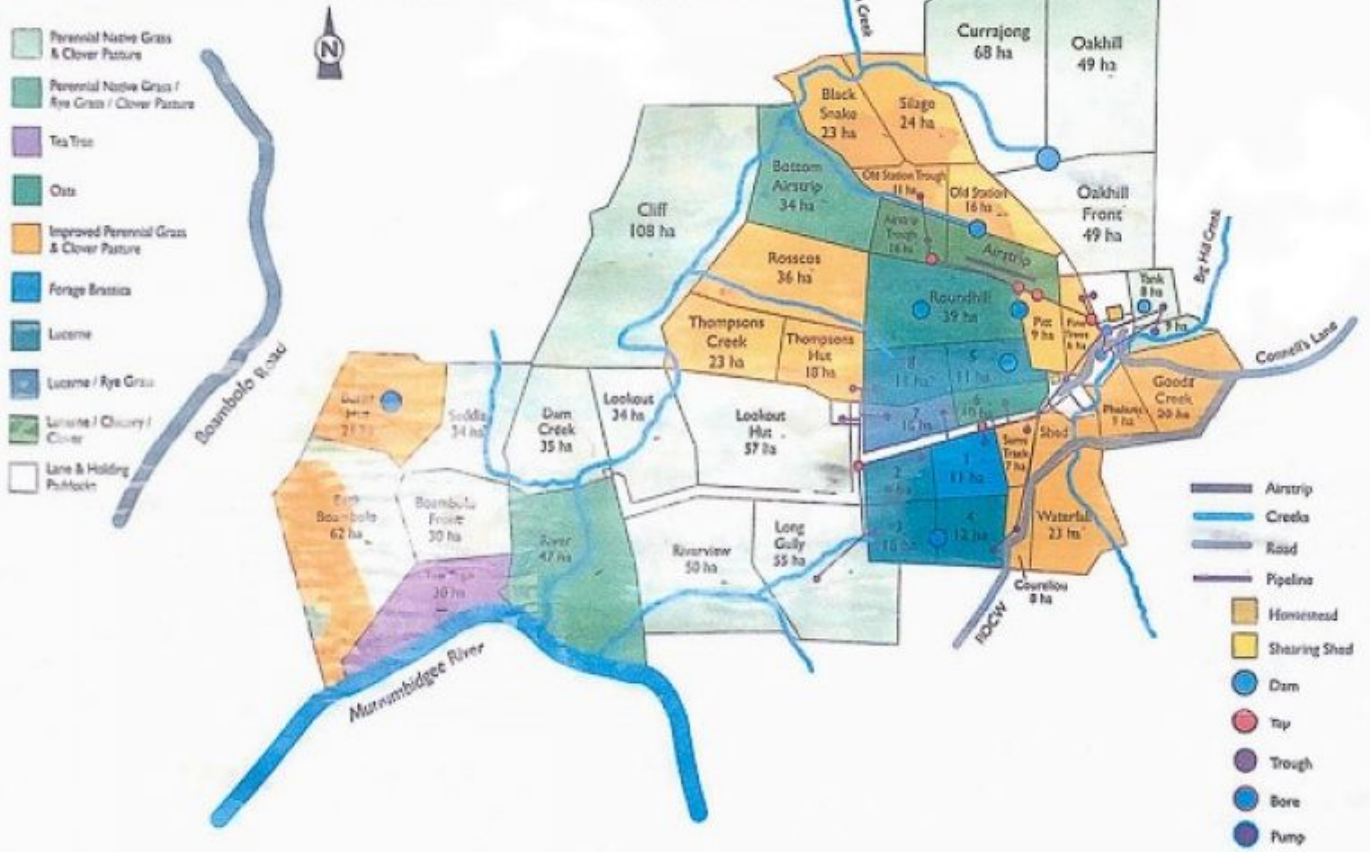 Perennial Native Grass
& Clover Pasture
Perennial Native Grass /
Rye Grass / Clover Pasture
Tea Tree
Oats
Improved Perennial Grass
& Clover Pasture
Forage Brassica
Lucerne
Lucerne / Rye Grass
Lucerne / Chicory /
Clover
Lane & Holding
Paddocks
N
Boambolo Road
Creek
Currajong
68 ha
Oakhill
49 ha
Black
Snake
23 ha
Silage
24 ha
Cliff
108 ha
Bottom
Airstrip
34 ha
Old Station Trough
11 ha
Old Station
16 ha
Airstrip
Trough
Airstrip
Oakhill
Front
49 ha
Big Hill Creek
Rosscos
36 ha
Roundhill
39 ha
Tank
8 ha
9 ha
9 ha
Thompsons
Creek
23 ha
Thompsons
Hut
18 ha
8
11 ha
5
11 ha
Connell's Lane
Goods
Creek
20 ha
34 ha
Dam
Creek
35 ha
Lookout
34 ha
Lookout
Hut
57 ha
7
6
Shed
Track
7 ha
1
11 ha
2
3
4
12 ha
Waterfall
23 ha
Boambolo
62 ha
Boambolo
Front
30 ha
River
47 ha
30 ha
Riverview
50 ha
Long
Gully
55 ha
8 ha
Murrumbidgee River
Airstrip
Creeks
Road
Pipeline
Homestead
Shearing Shed
Dam
Tap
Trough
Bore
Pump